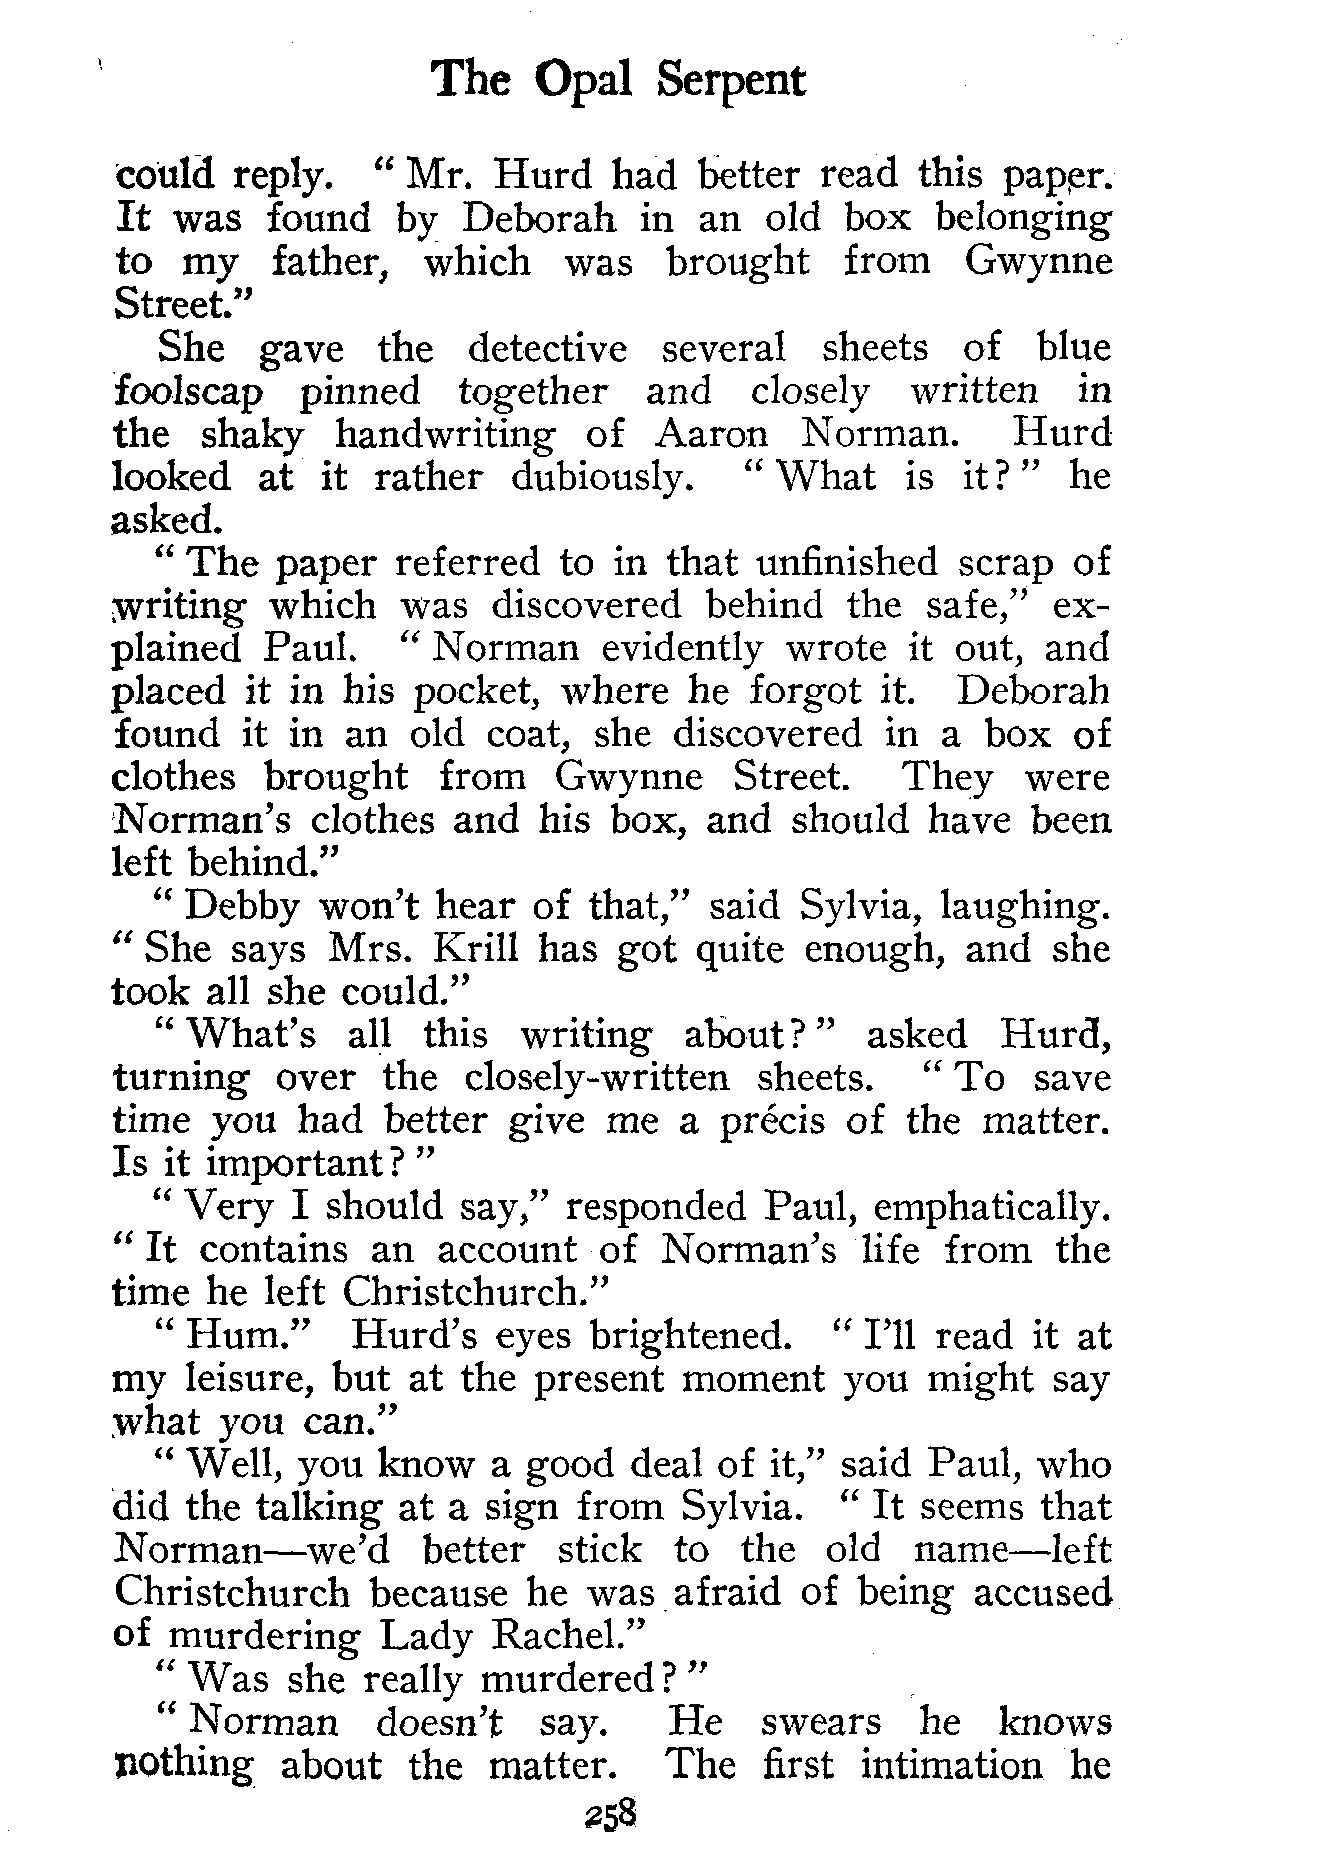 The Opal Serpent
could reply. “ Mr. Hurd had better read this paper.
It was found by Deborah in an old box belonging
to my father, which was brought from Gwynne
Street.”
She gave the detective several sheets of blue
foolscap pinned together and closely written in
the shaky handwriting of Aaron Norman. Hurd
looked at it rather dubiously. “ What is it? ” he
asked.
“ The paper referred to in that unfinished scrap of
writing which was discovered behind the safe,” ex-
plained Paul. “ Norman evidently wrote it out, and
placed it in his pocket, where he forgot it. Deborah
found it in an old coat, she discovered in a box of
clothes brought from Gwynne Street. They were
Norman’s clothes and his box, and should have been
left behind.”
“ Debby won’t hear of that,” said Sylvia, laughing.
“ She says Mrs. Krill has got quite enough, and she
took all she could.”
“ What’s all this writing about? ” asked Hurd,
turning over the closely-written sheets. “ To save
time you had better give me a précis of the matter.
Is it important? ”
“ Very I should say,” responded Paul, emphatically.
“ It contains an account of Norman’s life from the
time he left Christchurch.”
“ Hum.” Hurd’s eyes brightened. “ I’ll read it at
my leisure, but at the present moment you might say
what you can.”
“ Well, you know a good deal of it,” said Paul, who
did the talking at a sign from Sylvia. “ It seems that
Norman—we’d better stick to the old name—left
Christchurch because he was afraid of being accused
of murdering Lady Rachel.”
“ Was she really murdered? ”
“ Norman doesn’t say. He swears he knows
nothing about the matter. The first intimation he
258